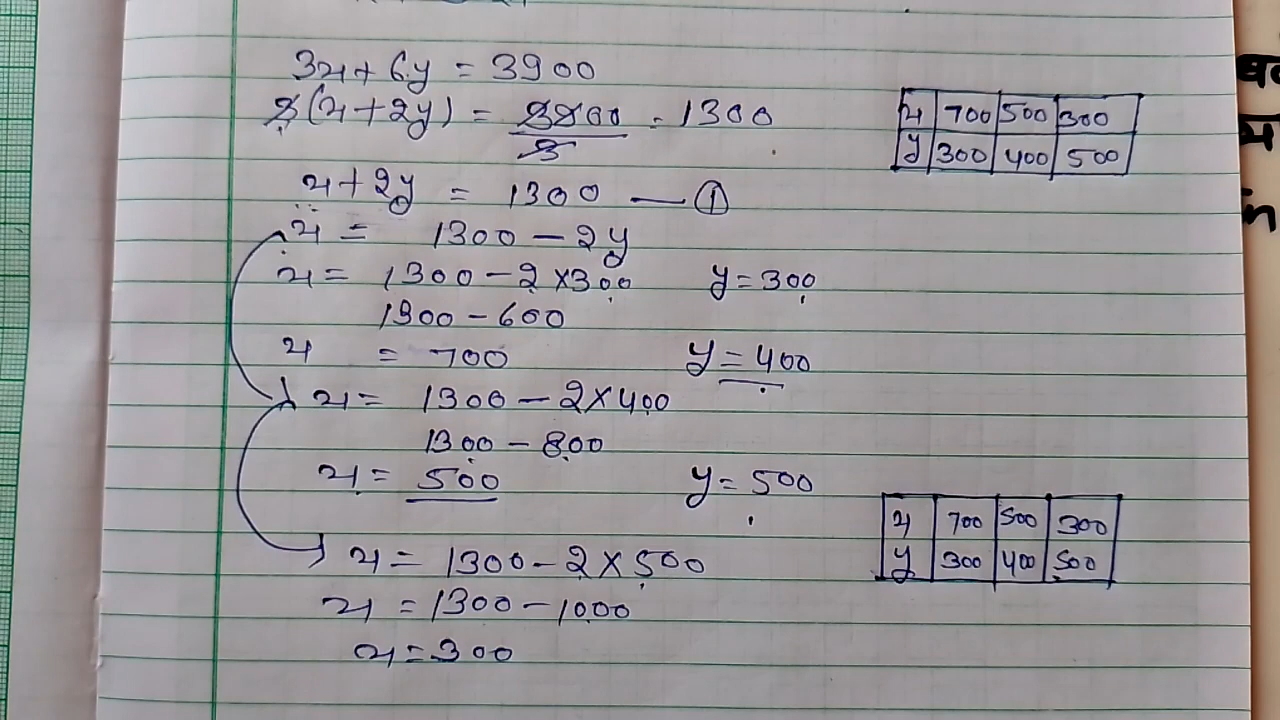 3x + 6y = 3900
3(x + 2y) = 3900/3 = 1300
x + 2y = 1300 — ①
x = 1300 - 2y
x = 1300 - 2 × 300 y = 300
1300 - 600
x = 700 y = 400
x = 1300 - 2 × 400
1300 - 800
x = 500 y = 500
x = 1300 - 2 × 500
x = 1300 - 1000
x = 300
x 700 500 300
y 300 400 500
x 700 500 300
y 300 400 500
in